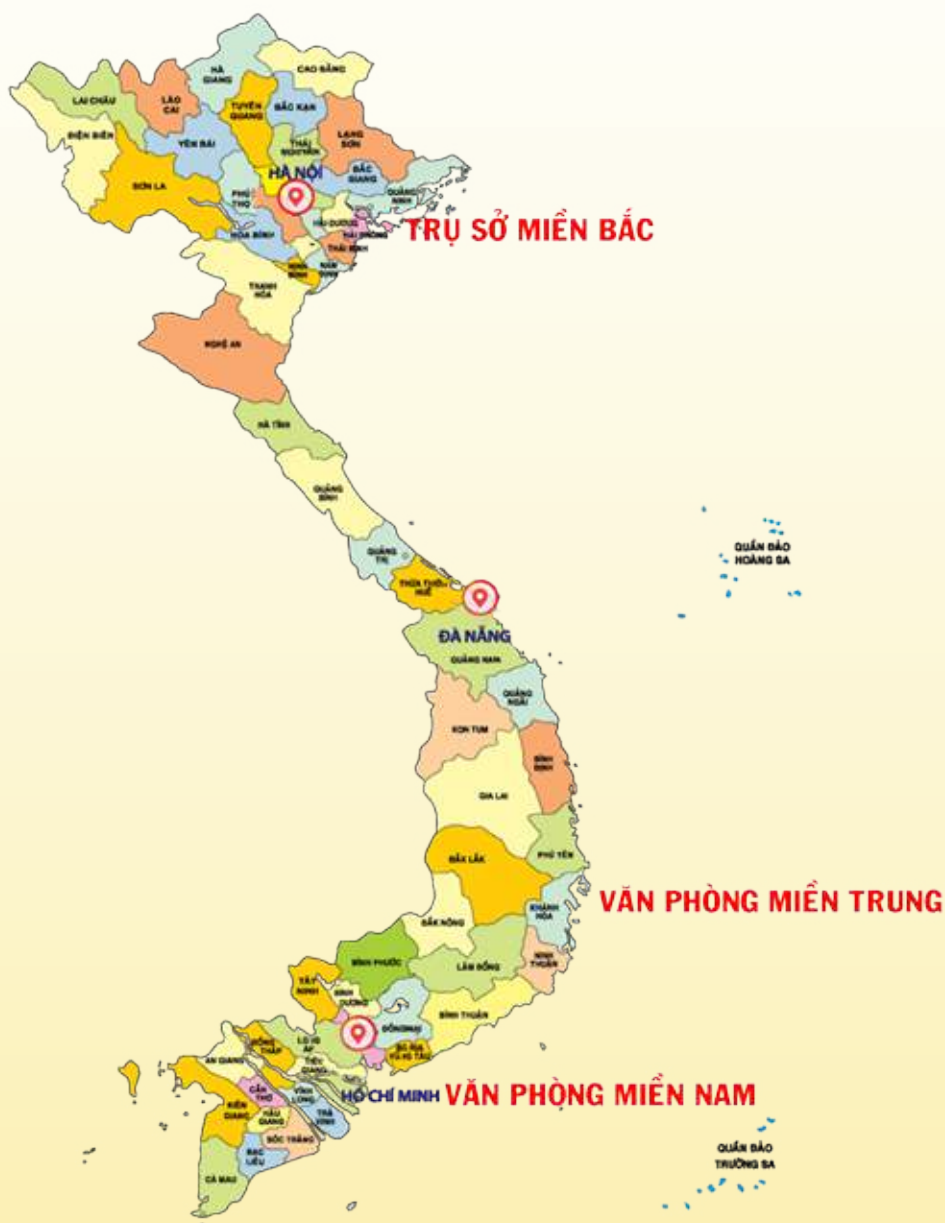 HÀ
GIANG
CAO BẰNG
LAI CHÂU
LÀO
CAI
TUYÊN
QUANG
BẮC KẠN
ĐIỆN BIÊN
YÊN BÁI
THÁI
NGUYÊN
LẠNG
SƠN
SƠN LA
PHÚ
THỌ
HÀ NỘI
BẮC
GIANG
QUẢNG
NINH
HÒA BÌNH
HẢI DƯƠNG
HẢI PHÒNG
TRỤ SỞ MIỀN BẮC
THÁI BÌNH
NINH
BÌNH
NAM
ĐỊNH
THANH
HÓA
NGHỆ AN
HÀ TĨNH
QUẢNG
BÌNH
QUẢNG
TRỊ
THỪA THIÊN
HUẾ
QUẦN ĐẢO
HOÀNG SA
ĐÀ NẴNG
QUẢNG NAM
QUẢNG
NGÃI
KON TUM
BÌNH
ĐỊNH
GIA LAI
ĐẮK LẮK
PHÚ YÊN
KHÁNH
HÒA
VĂN PHÒNG MIỀN TRUNG
ĐẮK NÔNG
BÌNH PHƯỚC
LÂM ĐỒNG
NINH
THUẬN
TÂY
NINH
BÌNH
DƯƠNG
ĐỒNG NAI
BÌNH THUẬN
BÀ RỊA
VŨNG TÀU
ĐỒNG
THÁP
LONG
AN
TIỀN
GIANG
AN GIANG
CẦN
THƠ
VĨNH
LONG
HỒ CHÍ MINH
VĂN PHÒNG MIỀN NAM
KIÊN
GIANG
HẬU
GIANG
TRÀ
VINH
SÓC TRĂNG
BẠC
LIÊU
CÀ MAU
QUẦN ĐẢO
TRƯỜNG SA